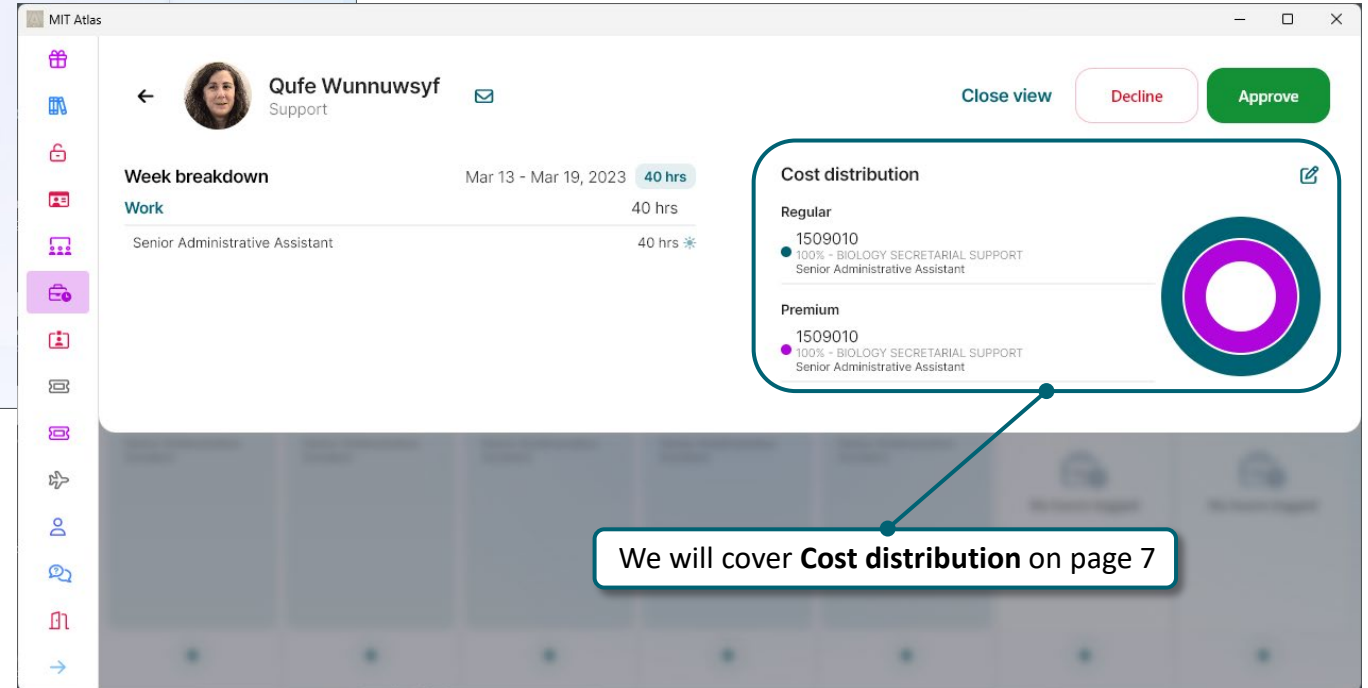 MIT Atlas
Qufe Wunnuwsyf
Support
Close view
Decline
Approve
Week breakdown
Mar 13 - Mar 19, 2023 40 hrs
Work 40 hrs
Senior Administrative Assistant 40 hrs
Cost distribution
Regular
1509010
100% - BIOLOGY SECRETARIAL SUPPORT
Senior Administrative Assistant
Premium
1509010
100% - BIOLOGY SECRETARIAL SUPPORT
Senior Administrative Assistant
We will cover Cost distribution on page 7